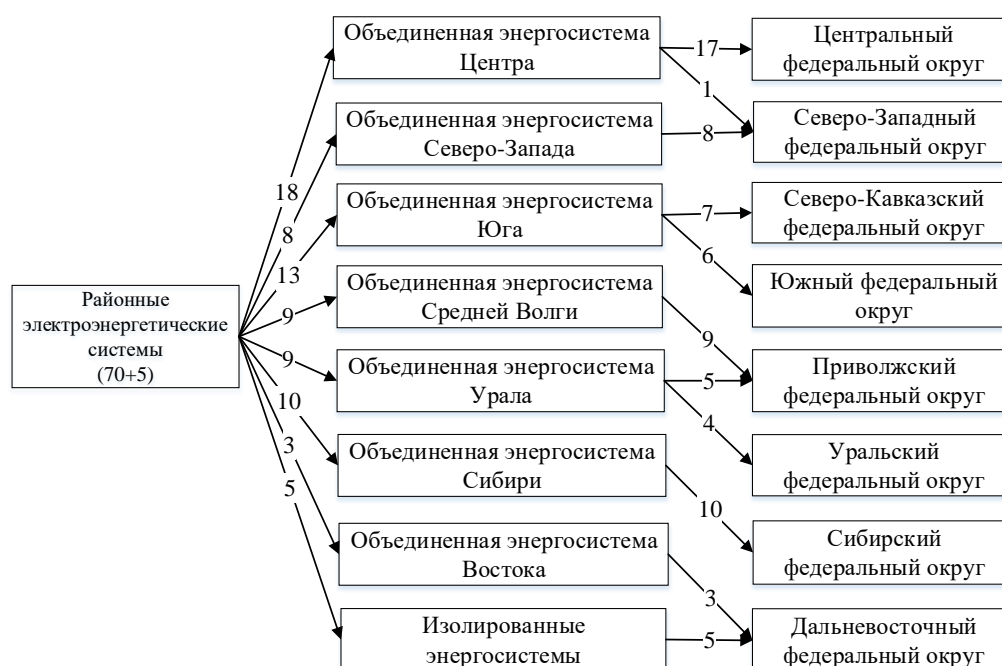 Районные
электроэнергетические
системы
(70+5)
18
8
13
9
9
10
3
5
Объединенная энергосистема
Центра
Объединенная энергосистема
Северо-Запада
Объединенная энергосистема
Юга
Объединенная энергосистема
Средней Волги
Объединенная энергосистема
Урала
Объединенная энергосистема
Сибири
Объединенная энергосистема
Востока
Изолированные
энергосистемы
17
1
8
7
6
9
5
4
10
3
5
Центральный
федеральный округ
Северо-Западный
федеральный округ
Северо-Кавказский
федеральный округ
Южный федеральный
округ
Приволжский
федеральный округ
Уральский
федеральный округ
Сибирский
федеральный округ
Дальневосточный
федеральный округ